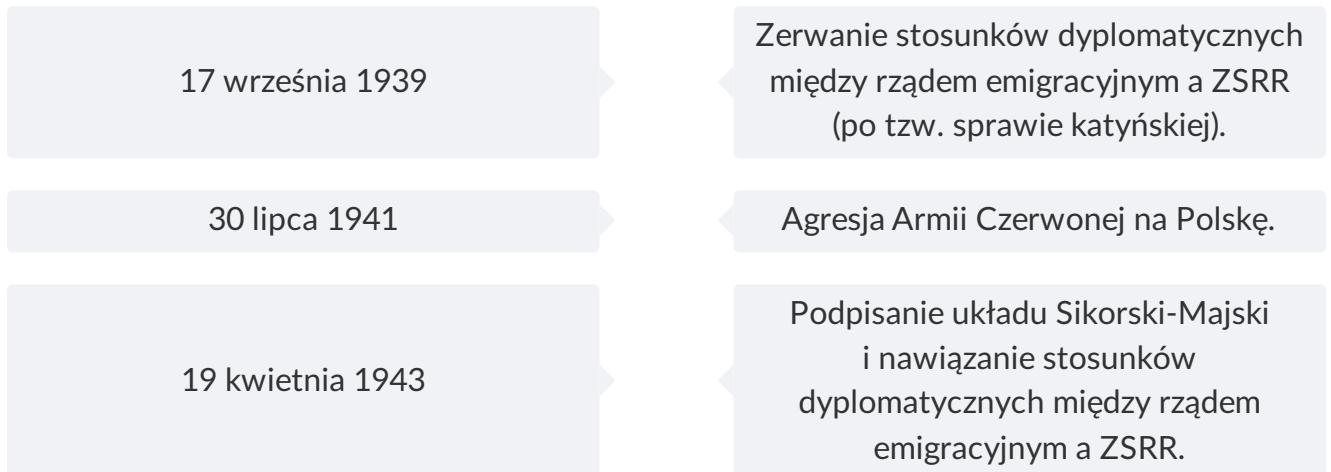 17 września 1939
Zerwanie stosunków dyplomatycznych
między rządem emigracyjnym a ZSRR
(po tzw. sprawie katyńskiej).
30 lipca 1941
Agresja Armii Czerwonej na Polskę.
19 kwietnia 1943
Podpisanie układu Sikorski-Majski
i nawiązanie stosunków
dyplomatycznych między rządem
emigracyjnym a ZSRR.